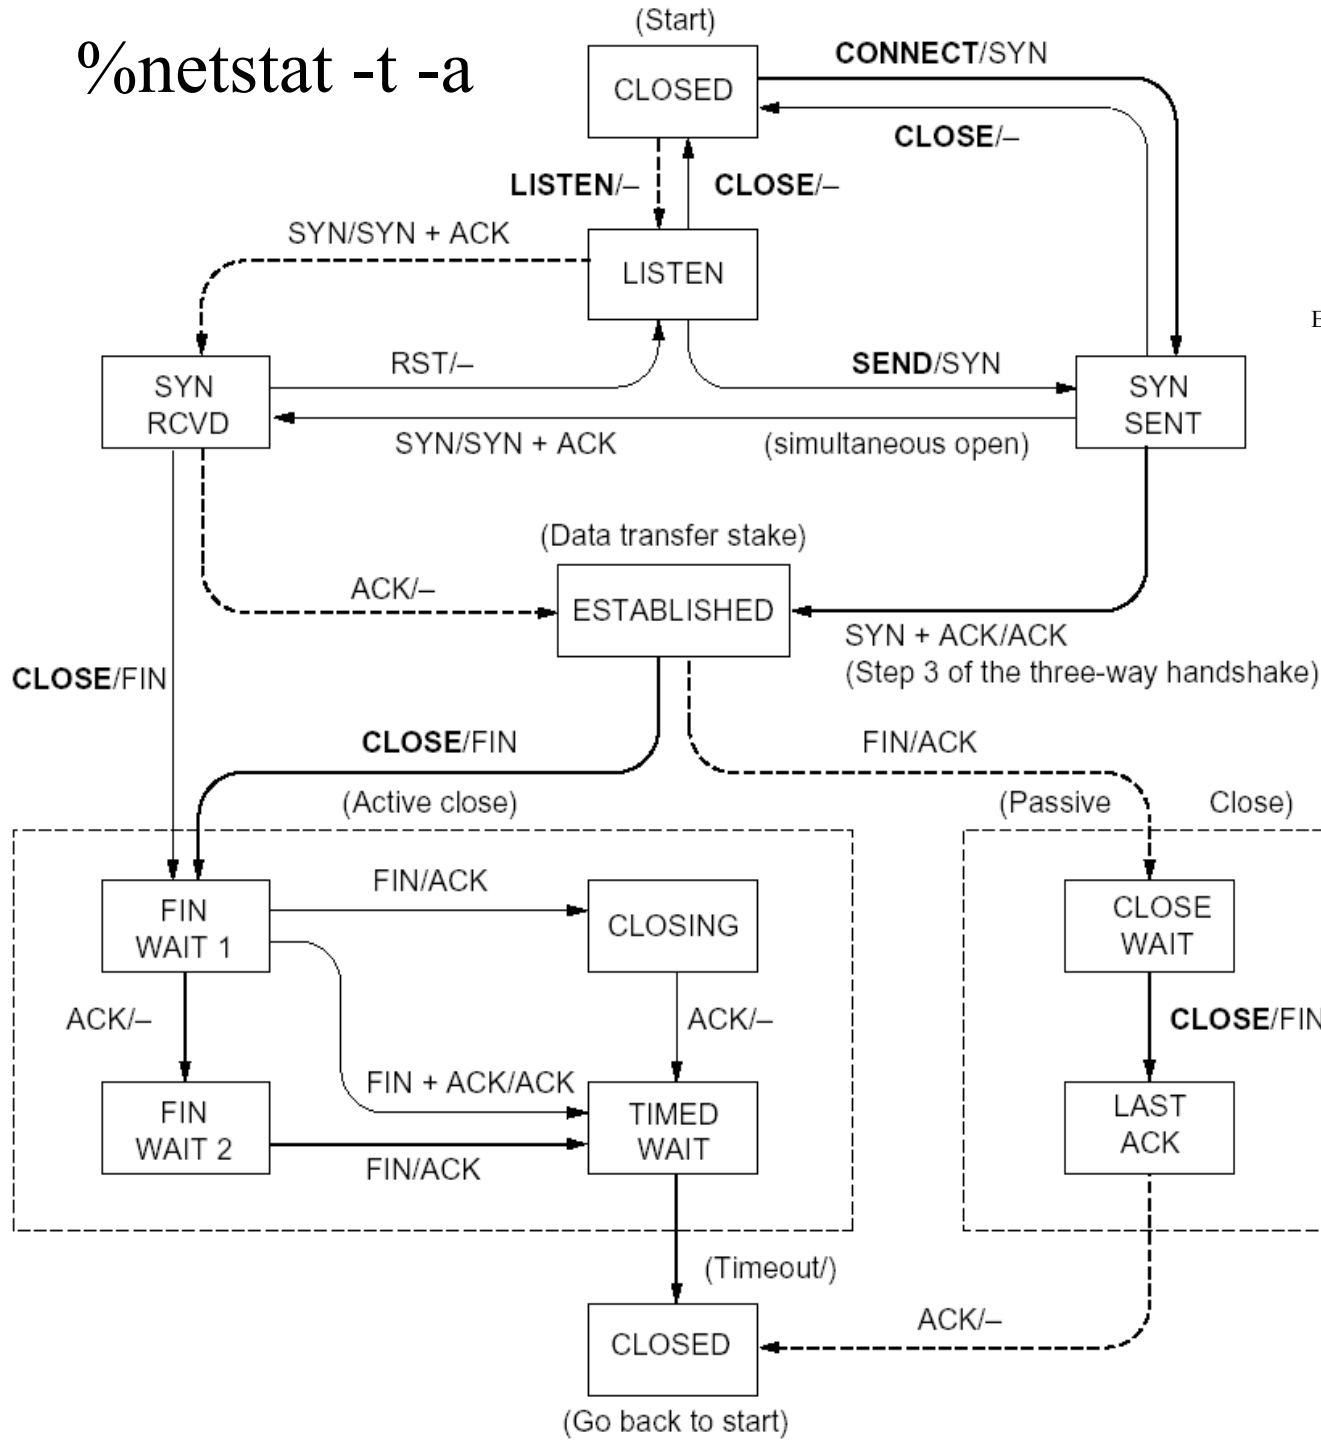 (Start)
%netstat -t -a
CONNECT/SYN
CLOSED
CLOSE/–
LISTEN/–
CLOSE/–
SYN/SYN + ACK
LISTEN
E
RST/–
SEND/SYN
SYN
RCVD
SYN
SENT
SYN/SYN + ACK
(simultaneous open)
(Data transfer stake)
ACK/–
ESTABLISHED
SYN + ACK/ACK
(Step 3 of the three-way handshake)
CLOSE/FIN
CLOSE/FIN
FIN/ACK
(Active close)
(Passive Close)
FIN/ACK
FIN
WAIT 1
CLOSING
CLOSE
WAIT
ACK/–
ACK/–
CLOSE/FIN
FIN + ACK/ACK
FIN
WAIT 2
TIMED
WAIT
LAST
ACK
FIN/ACK
(Timeout/)
CLOSED
ACK/–
(Go back to start)